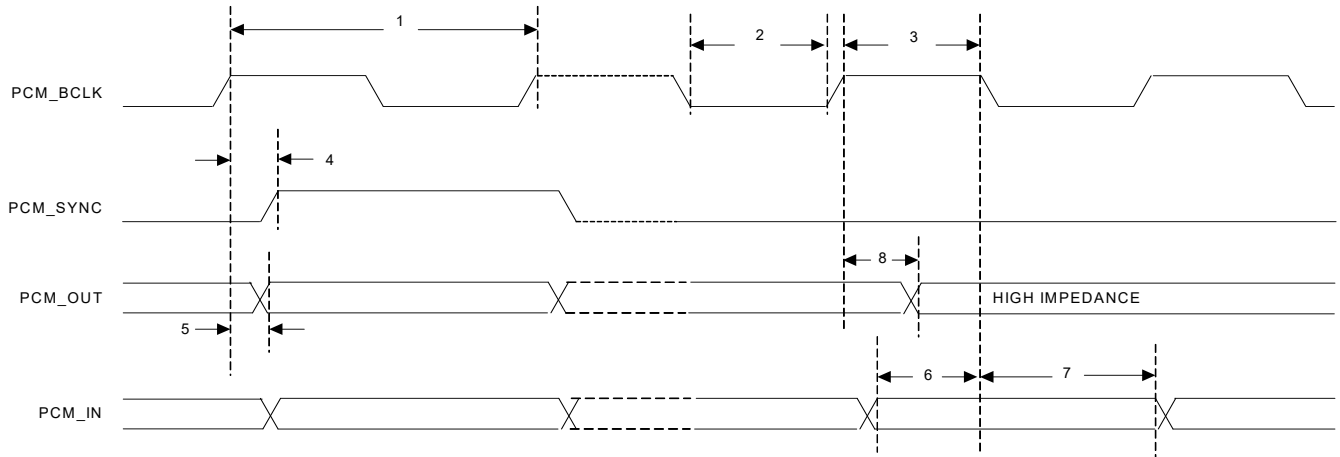 1
2
3
PCM_BCLK
4
PCM_SYNC
8
PCM_OUT
HIGH IMPEDANCE
5
6
7
PCM_IN